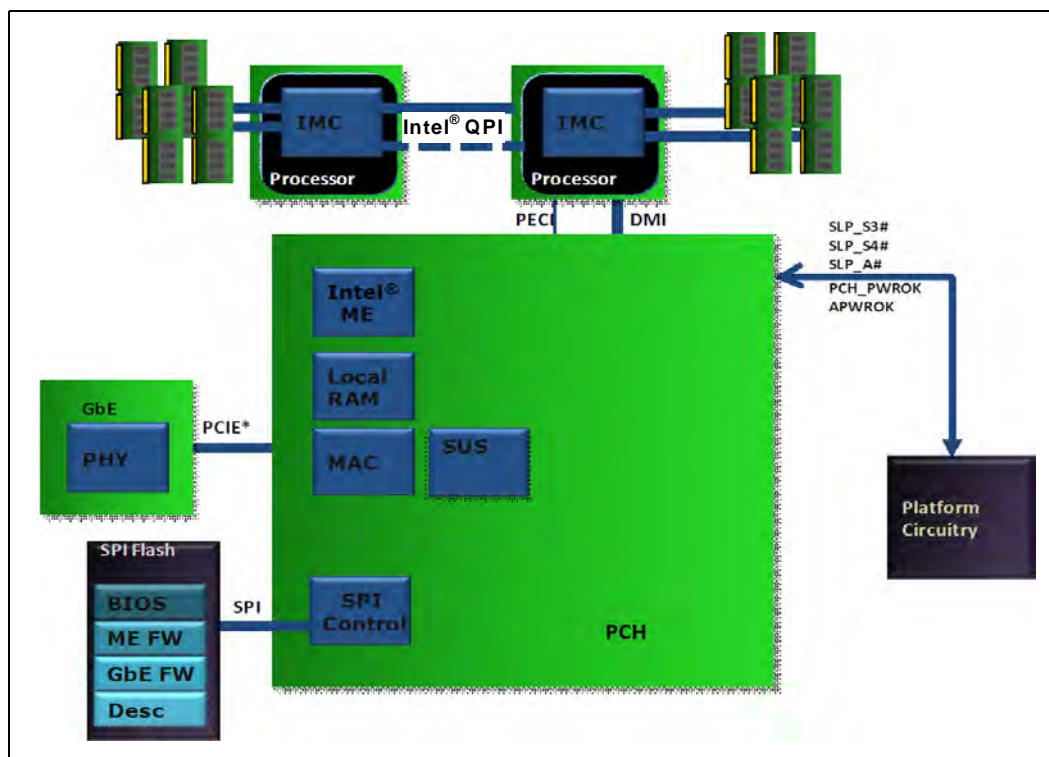 IMC
Intel® QPI
IMC
Processor
Processor
PECI
DMI
SLP_S3#
SLP_S4#
SLP_A#
PCH_PWROK
APWROK
Intel®
ME
Local
RAM
GbE
PCIE*
PHY
MAC
SUS
Platform
Circuitry
SPI Flash
BIOS
SPI
SPI
Control
ME FW
PCH
GbE FW
Desc